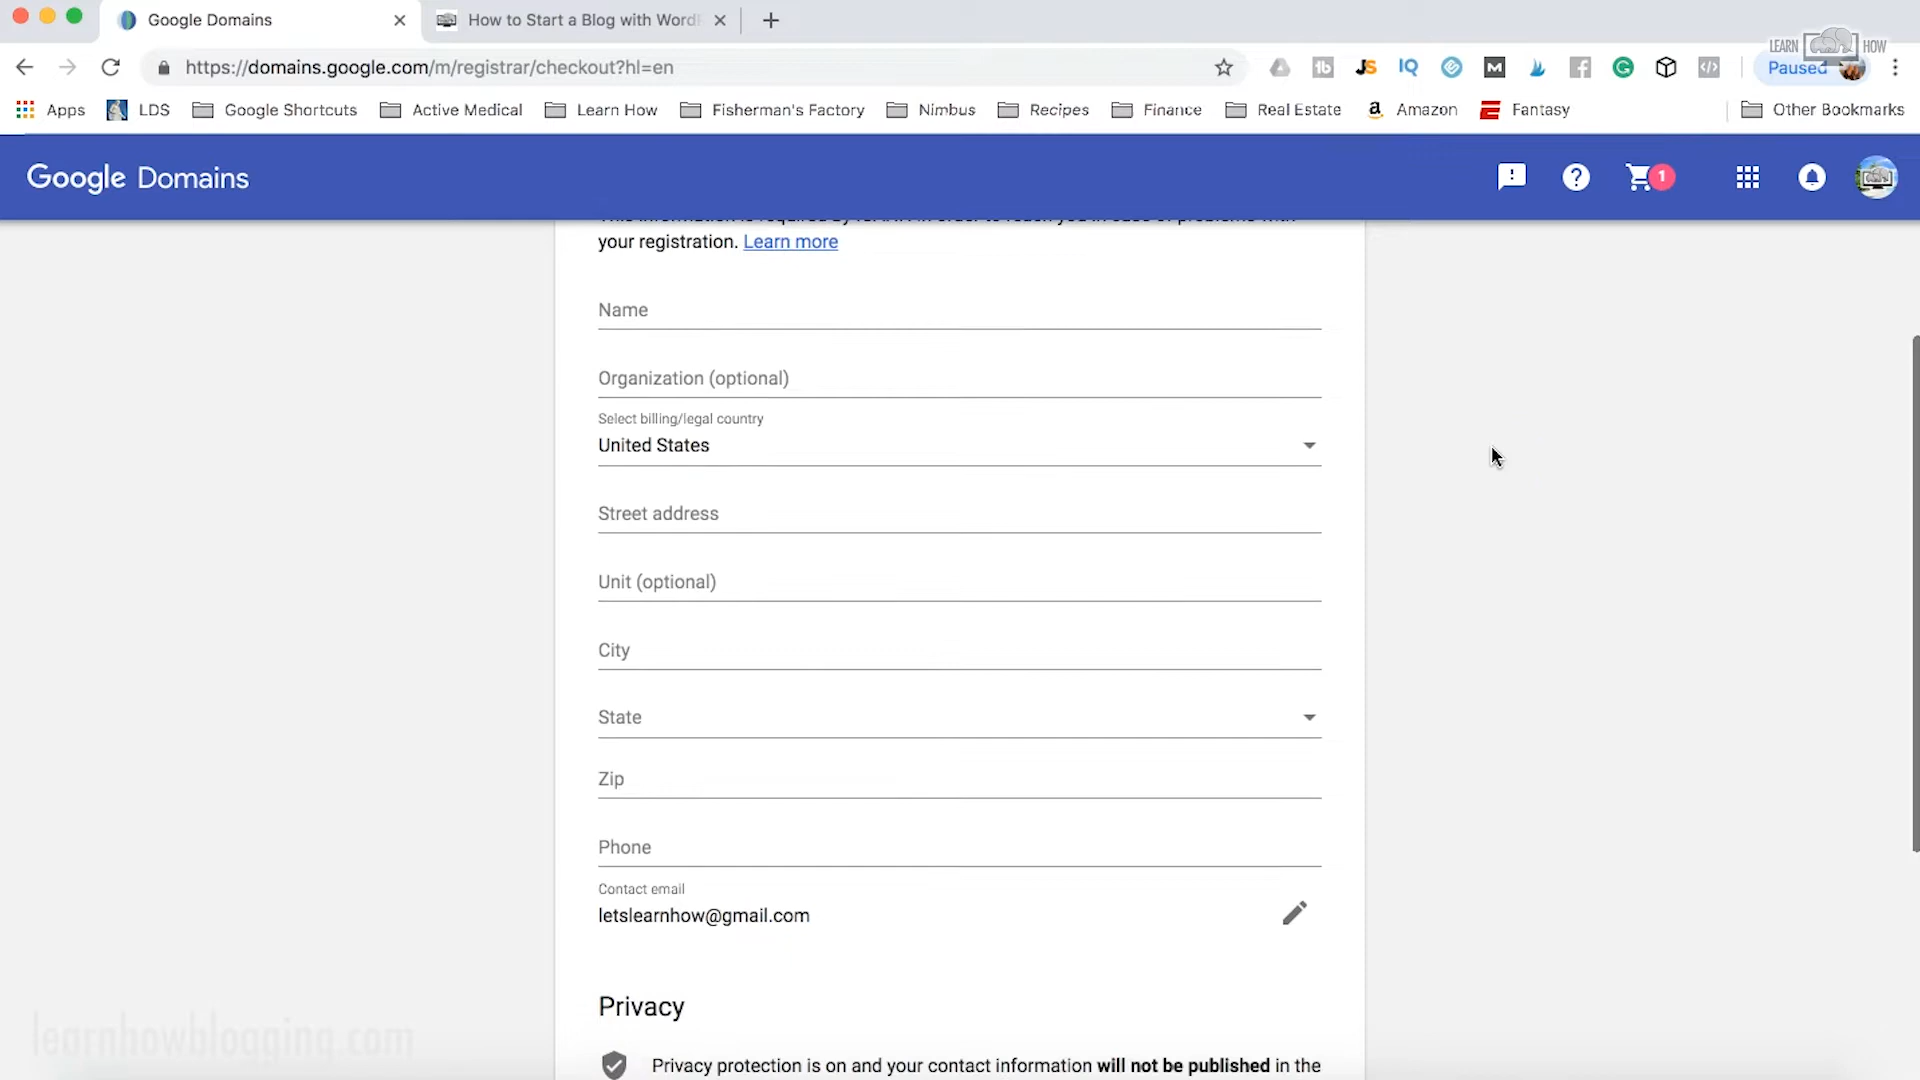 Google Domains
How to Start a Blog with Word
LEARN HOW
https://domains.google.com/m/registrar/checkout?hl=en
Paused
Apps LDS Google Shortcuts Active Medical Learn How Fisherman's Factory Nimbus Recipes Finance Real Estate Amazon Fantasy Other Bookmarks
Google Domains
1
your registration. Learn more
Name
Organization (optional)
Select billing/legal country
United States
Street address
Unit (optional)
City
State
Zip
Phone
Contact email
letslearnhow@gmail.com
Privacy
learnhowblogging.com
Privacy protection is on and your contact information will not be published in the